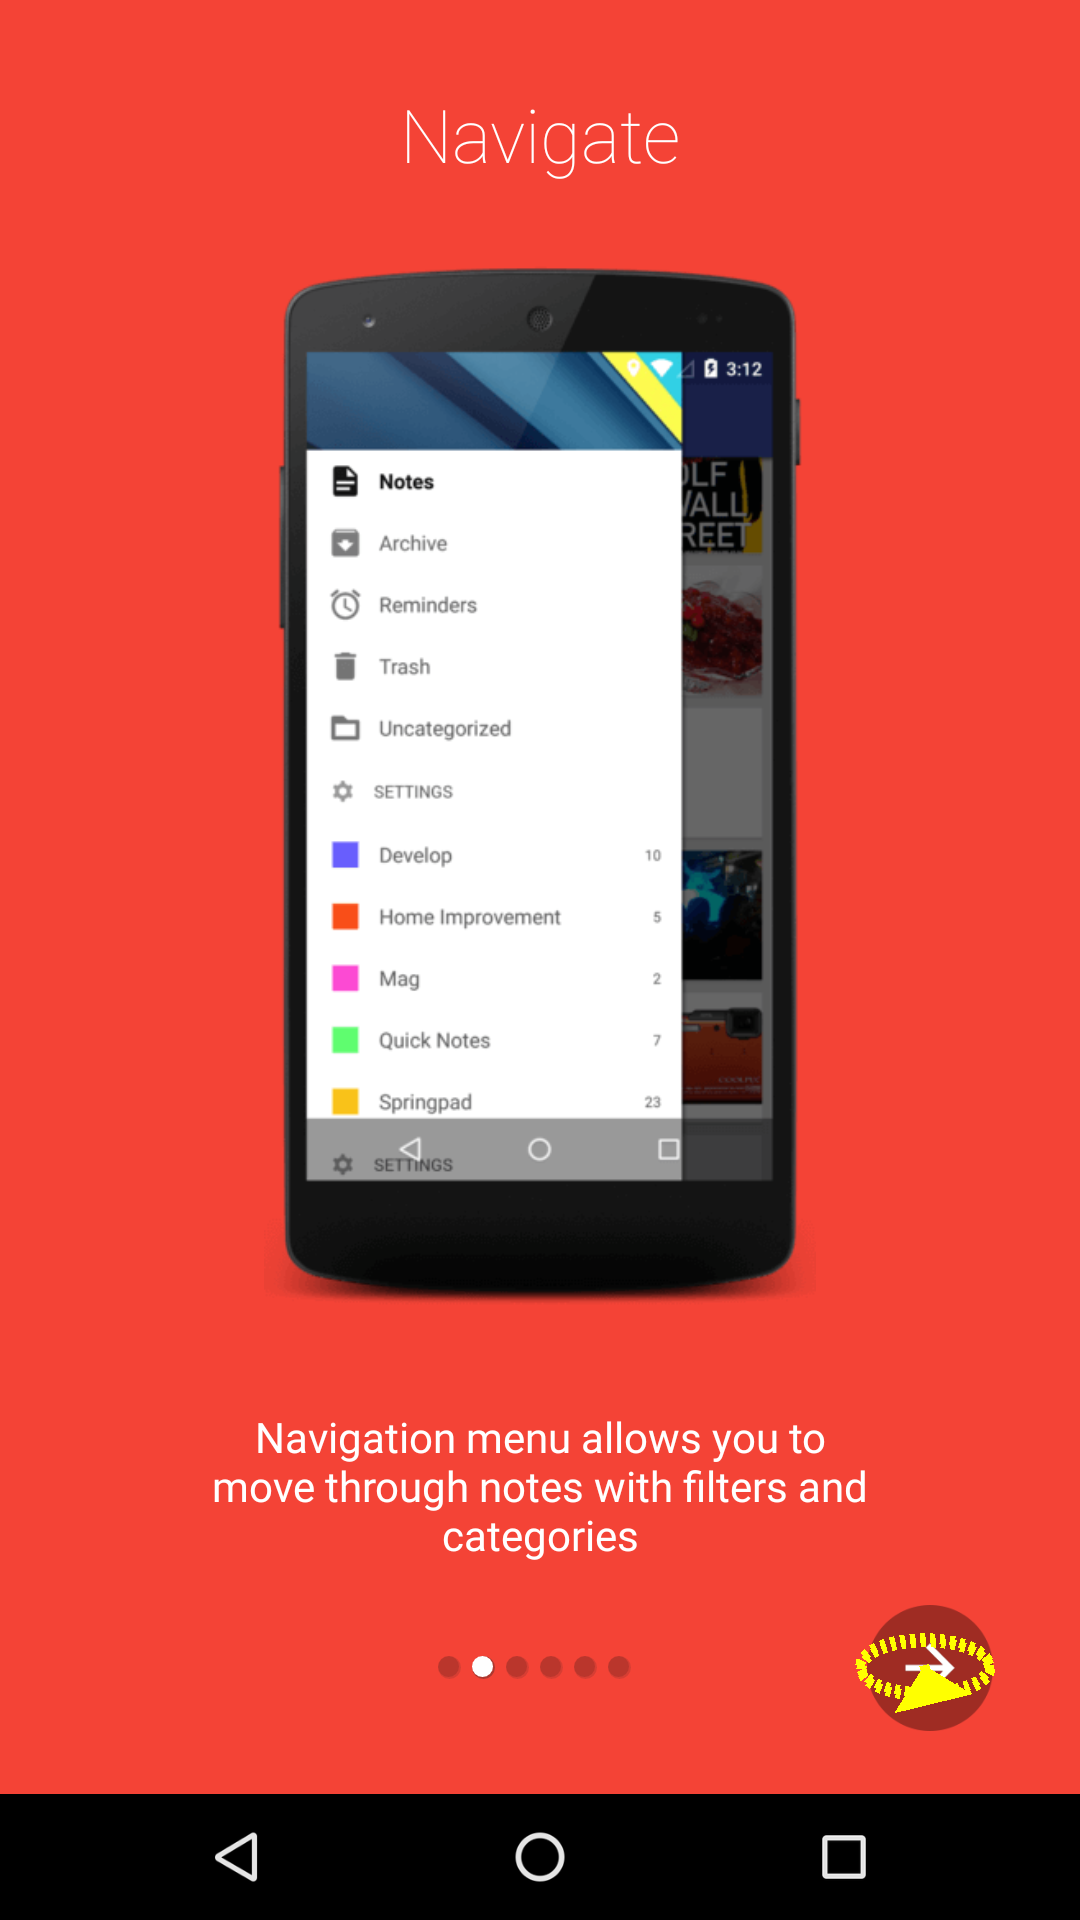 Navigate
3:12
OLF
WALL
REET
Notes
Archive
Reminders
Trash
Uncategorized
SETTINGS
Develop 10
Home Improvement 5
Mag 2
Quick Notes 7
Springpad 23
SETTINGS
Navigation menu allows you to
move through notes with filters and
categories